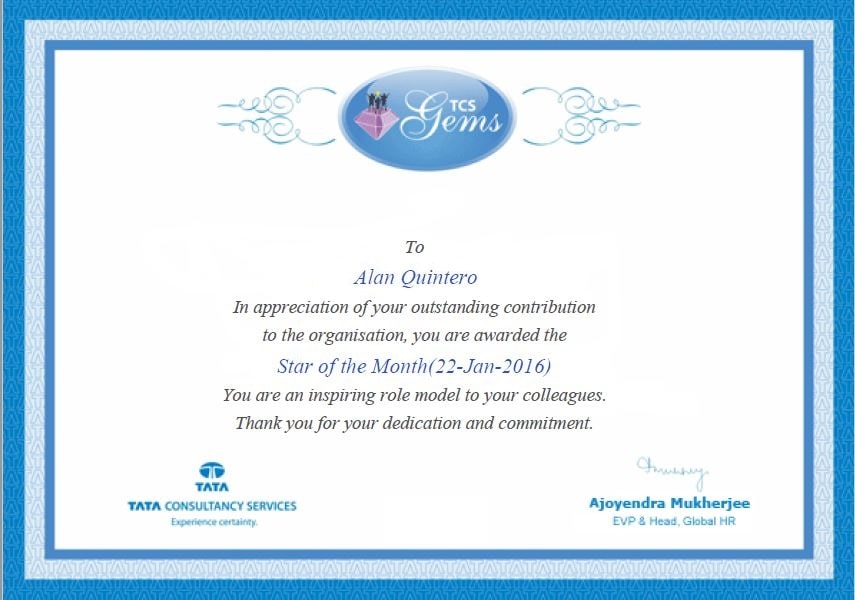 TCS
Gems
To
Alan Quintero
In appreciation of your outstanding contribution
to the organisation, you are awarded the
Star of the Month(22-Jan-2016)
You are an inspiring role model to your colleagues.
Thank you for your dedication and commitment.
TATA
TATA CONSULTANCY SERVICES
Experience certainty.
Ajoyendra Mukherjee
EVP & Head, Global HR